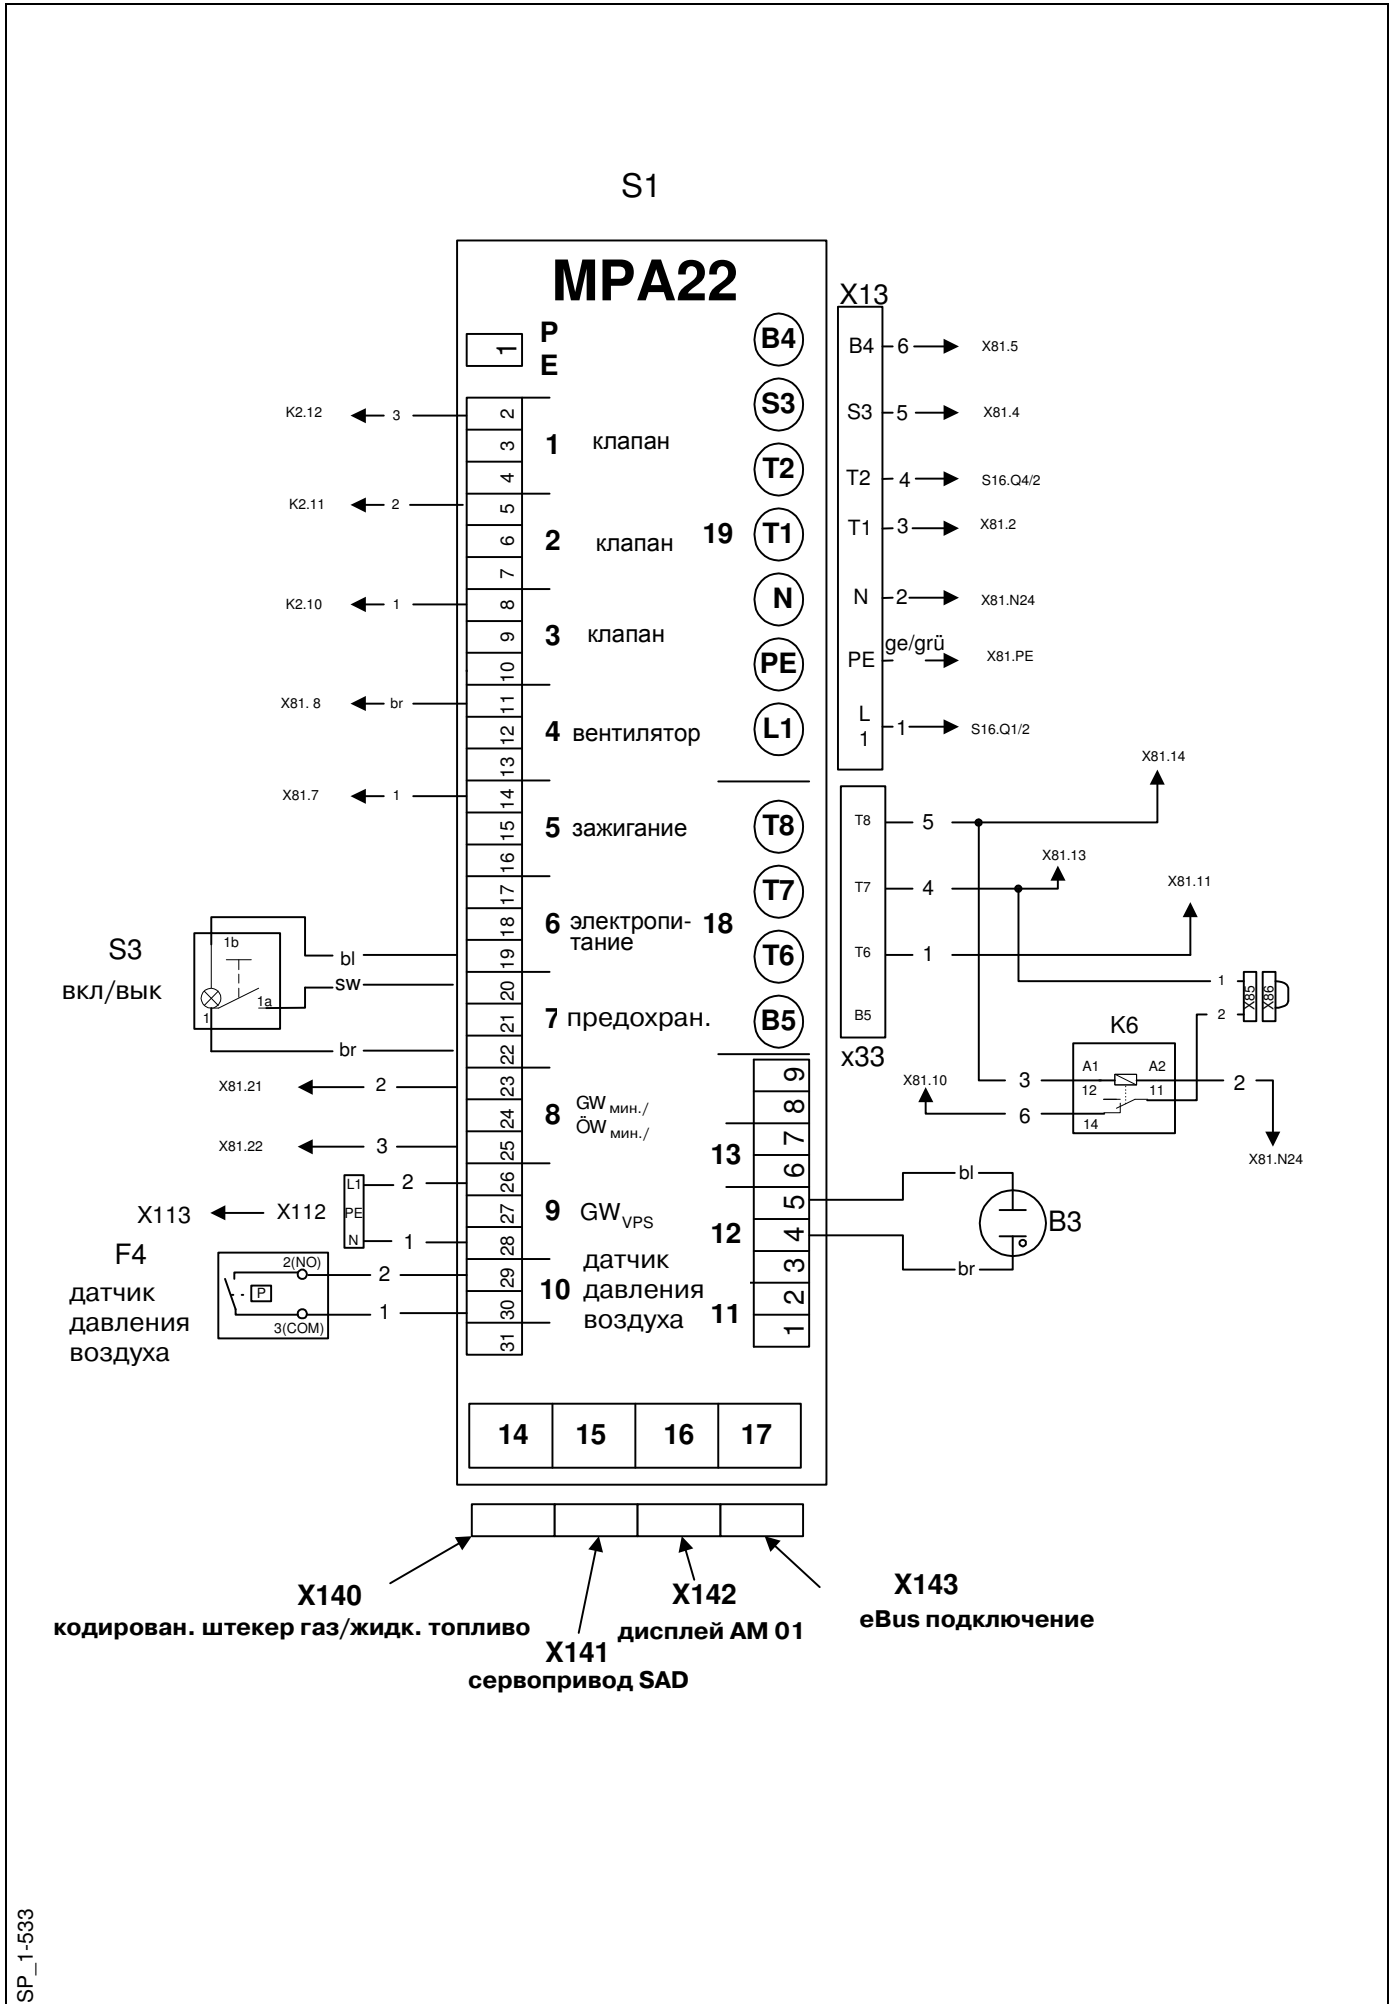 S1
MPA22
1
P
E
K2.12
3
2
3
4
1
клапан
K2.11
2
5
6
7
2
клапан
K2.10
1
8
9
10
3
клапан
X81. 8
br
11
12
13
4
вентилятор
X81.7
1
14
15
16
5
зажигание
17
18
19
6
электропи-
тание
S3
вкл/вык
1b
1a
1
bl
sw
br
20
21
22
7
предохран.
X81.21
2
X81.22
3
23
24
25
8
GW мин./
ÖW мин./
X113
X112
L1
PE
N
2
1
26
27
28
9
GWVPS
F4
датчик
давления
воздуха
2(NO)
P
3(COM)
2
1
29
30
31
10
датчик
давления
воздуха
B4
S3
T2
T1
N
PE
L1
19
T8
T7
T6
B5
18
9
8
7
6
5
4
3
2
1
13
12
11
X13
B4
6
X81.5
S3
5
X81.4
T2
4
S16.Q4/2
T1
3
X81.2
N
2
X81.N24
PE
ge/grü
X81.PE
L
1
1
S16.Q1/2
T8
5
X81.14
T7
4
X81.13
T6
1
X81.11
B5
x33
1
2
X85
X86
K6
A1
A2
12
11
14
3
6
X81.10
2
X81.N24
bl
br
B3
14
15
16
17
X140
кодирован. штекер газ/жидк. топливо
X141
сервопривод SAD
X142
дисплей AM 01
X143
eBus подключение
SP_1-533